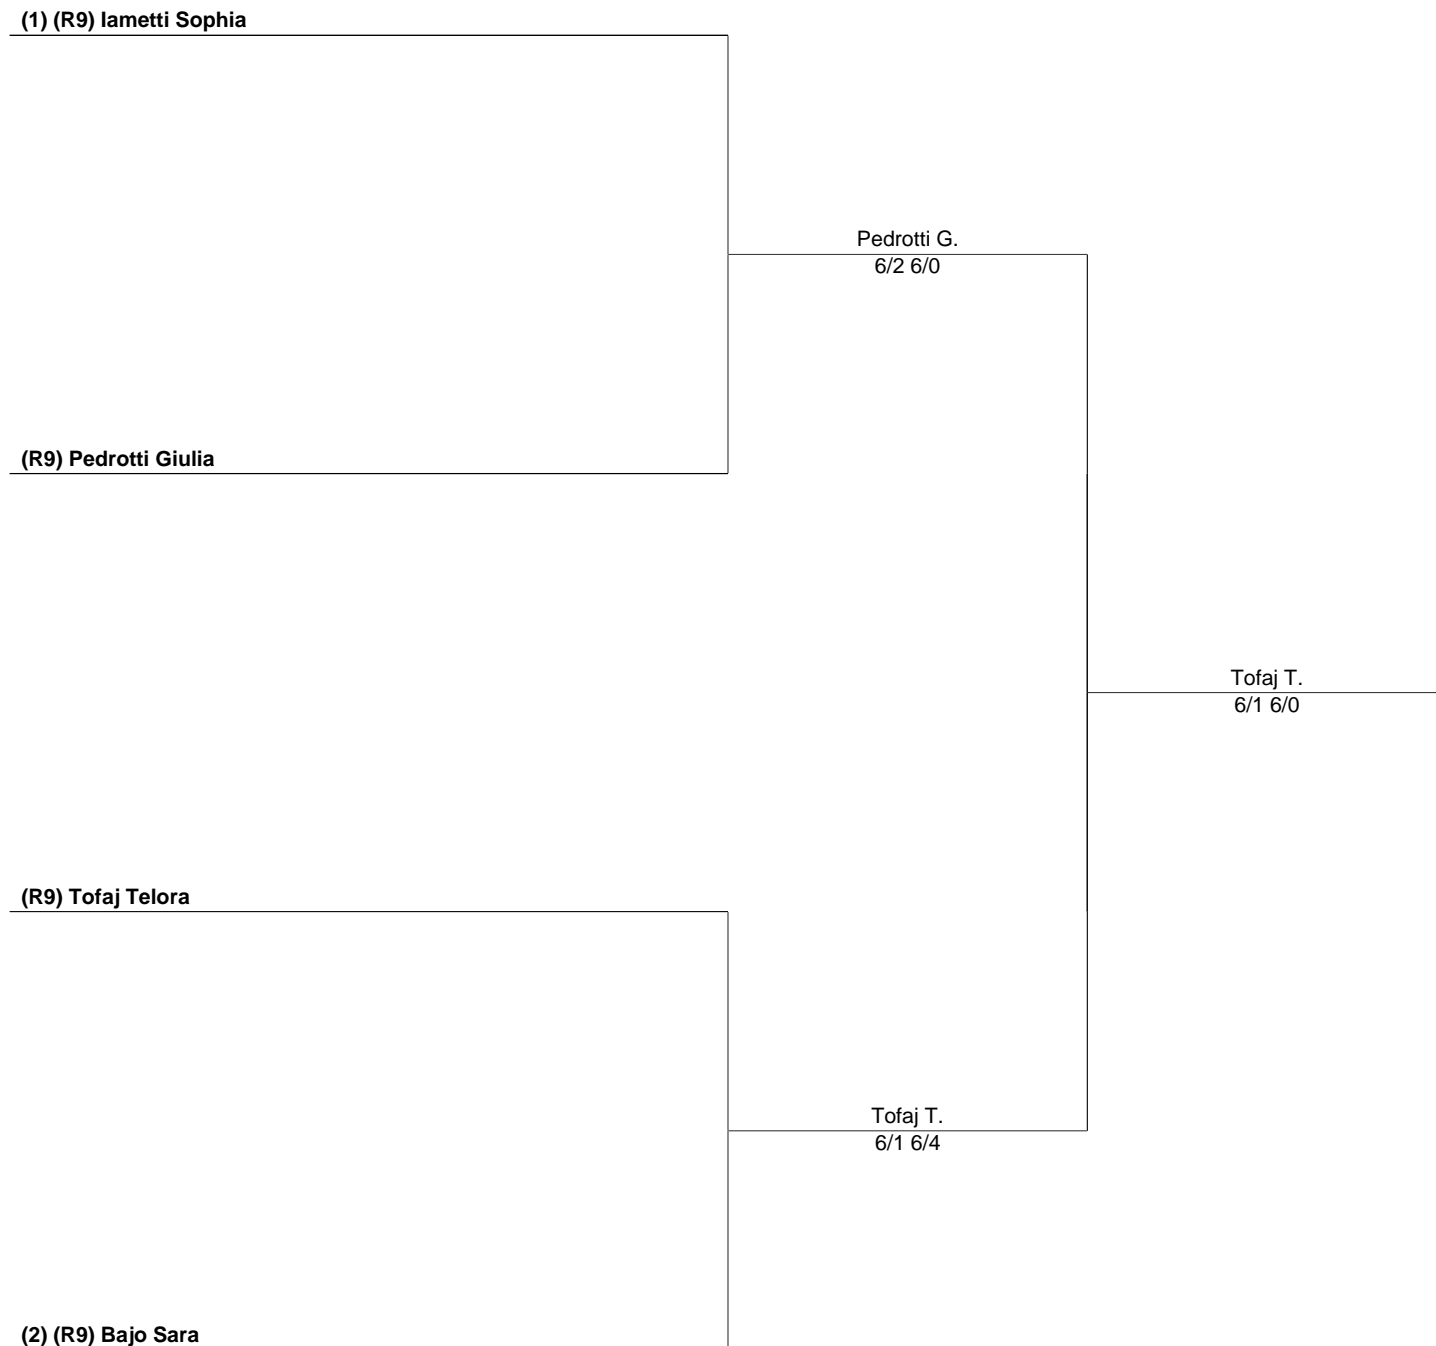 (1) (R9) Iametti Sophia
Pedrotti G.
6/2 6/0
(R9) Pedrotti Giulia
Tofaj T.
6/1 6/0
(R9) Tofaj Telora
Tofaj T.
6/1 6/4
(2) (R9) Bajo Sara